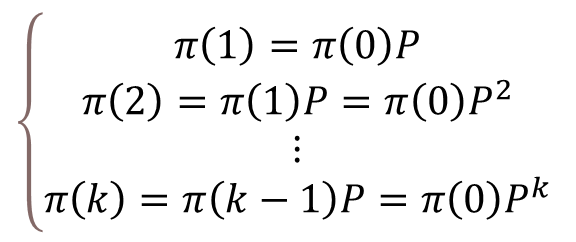 π(1) = π(0)P
π(2) = π(1)P = π(0)P²
⋮
π(k) = π(k − 1)P = π(0)Pᵏ